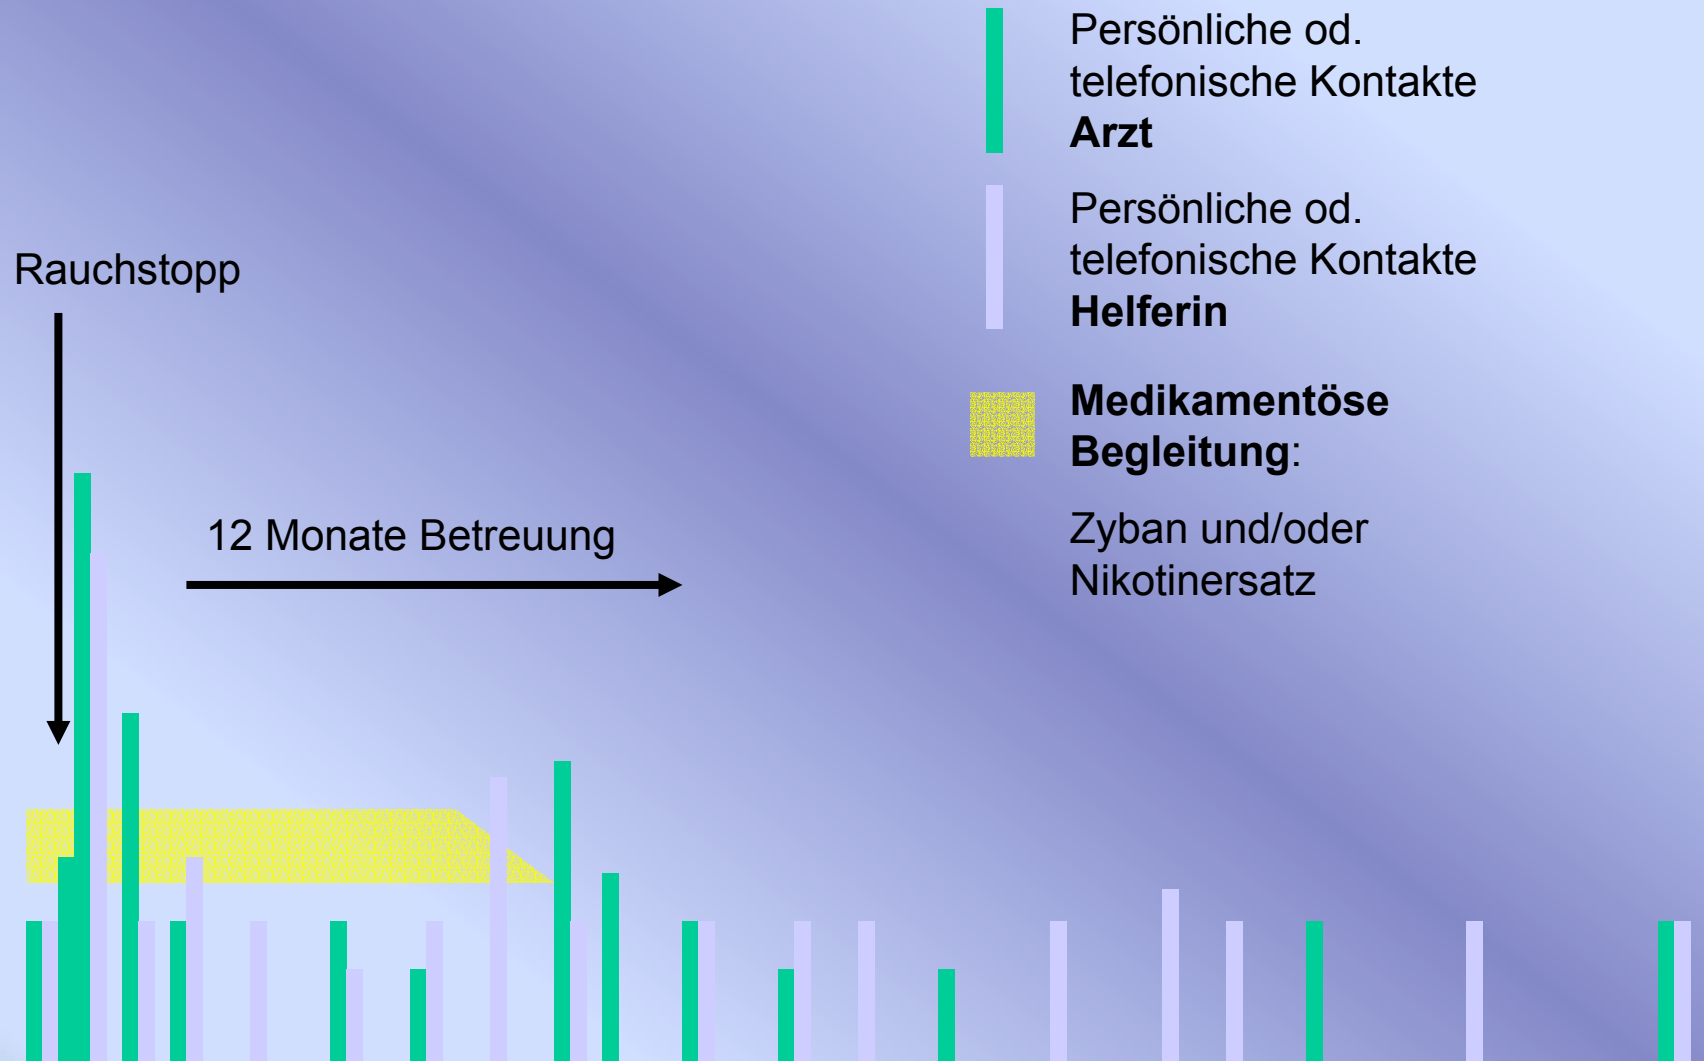 Persönliche od.
telefonische Kontakte
Arzt
Persönliche od.
telefonische Kontakte
Helferin
Rauchstopp
Medikamentöse
Begleitung:
12 Monate Betreuung
Zyban und/oder
Nikotinersatz